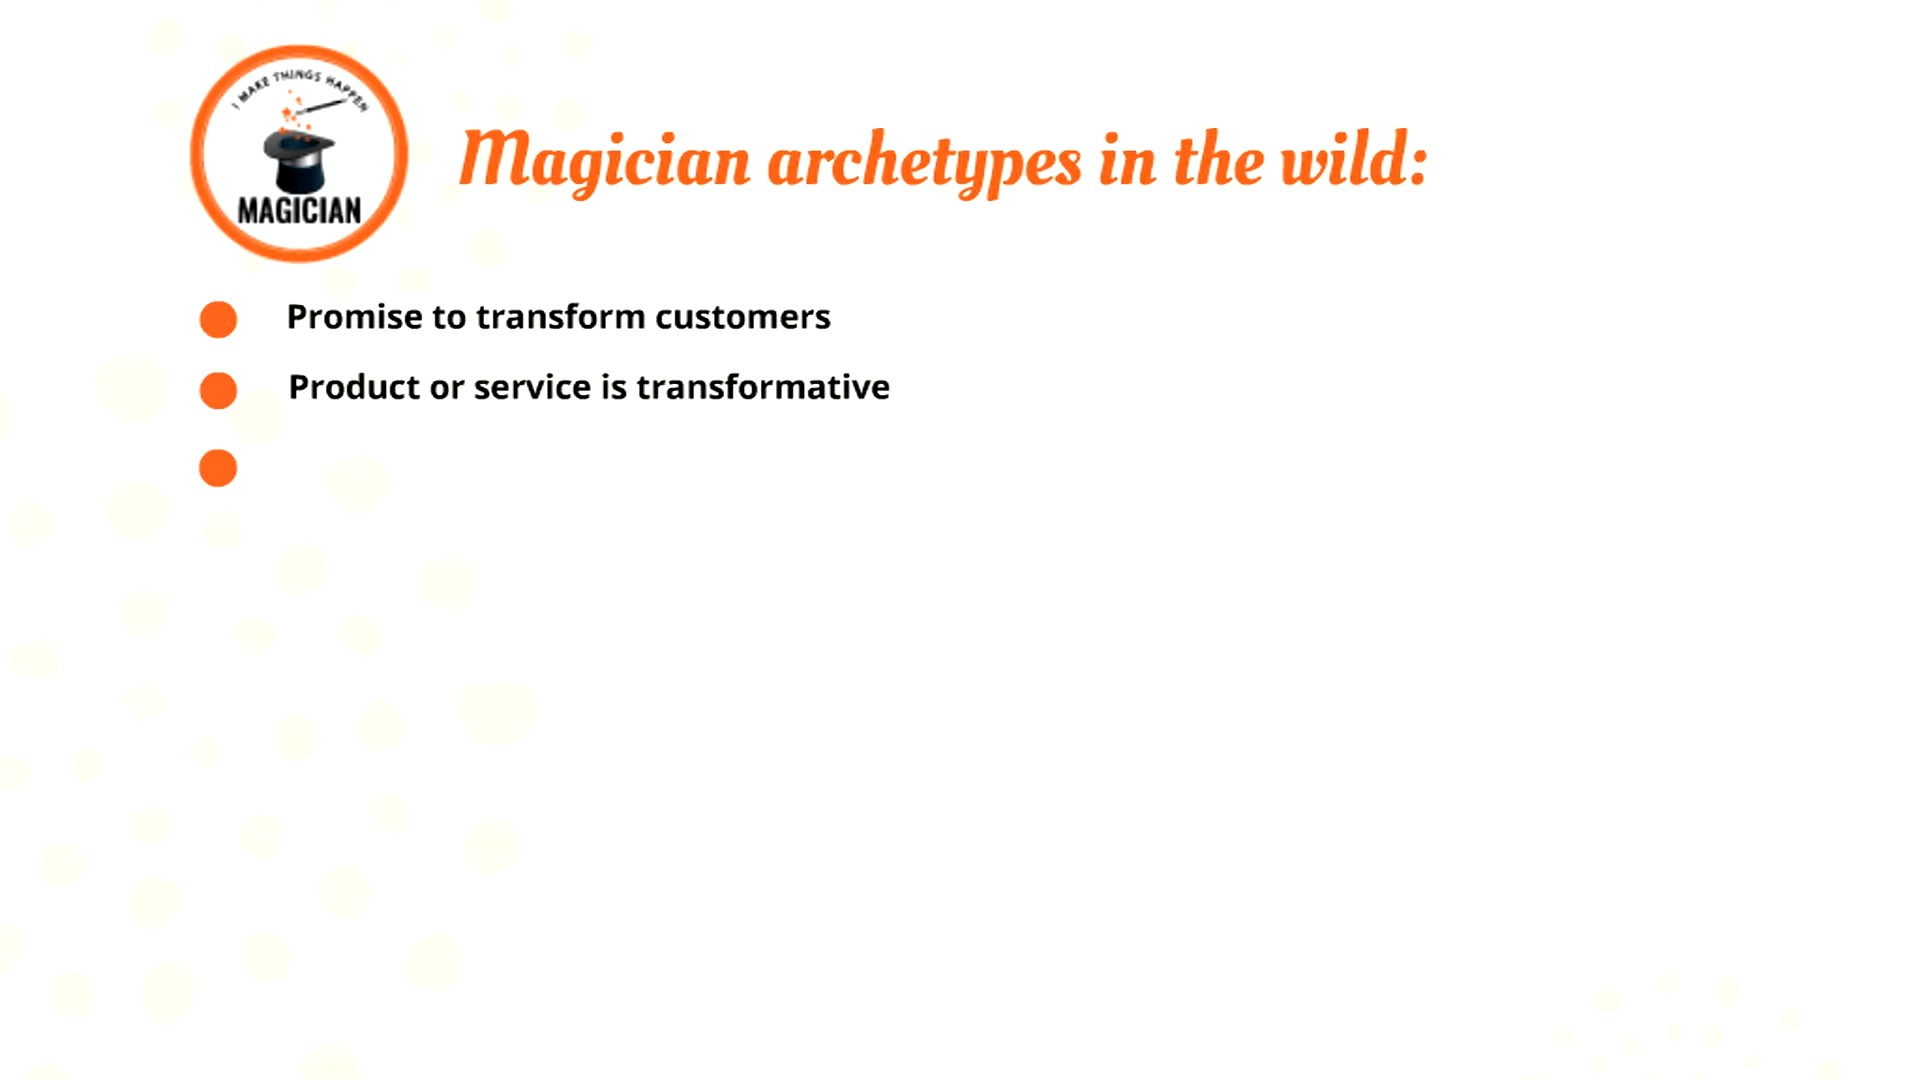 I MAKE THINGS HAPPEN
MAGICIAN
Magician archetypes in the wild:
Promise to transform customers
Product or service is transformative